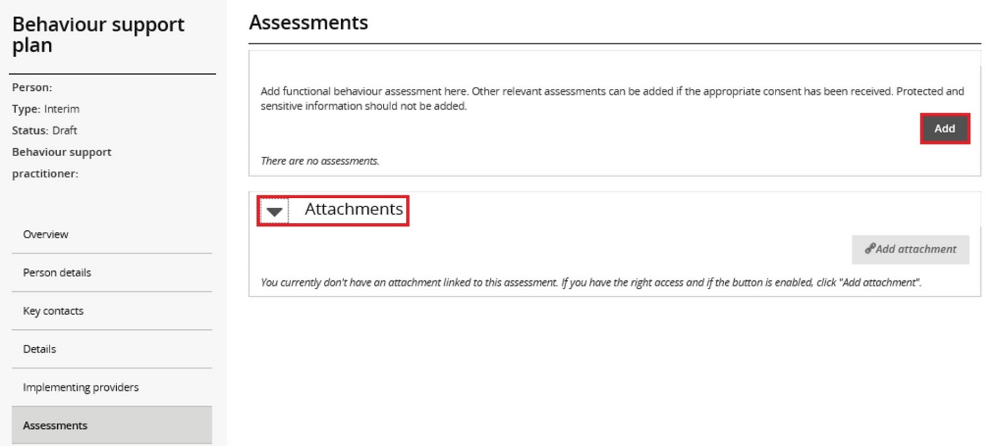 Behaviour support
plan
Person:
Type: Interim
Status: Draft
Behaviour support
practitioner:
Overview
Person details
Key contacts
Details
Implementing providers
Assessments
Assessments
Add functional behaviour assessment here. Other relevant assessments can be added if the appropriate consent has been received. Protected and
sensitive information should not be added.
Add
There are no assessments.
Attachments
Add attachment
You currently don't have an attachment linked to this assessment. If you have the right access and if the button is enabled, click "Add attachment".